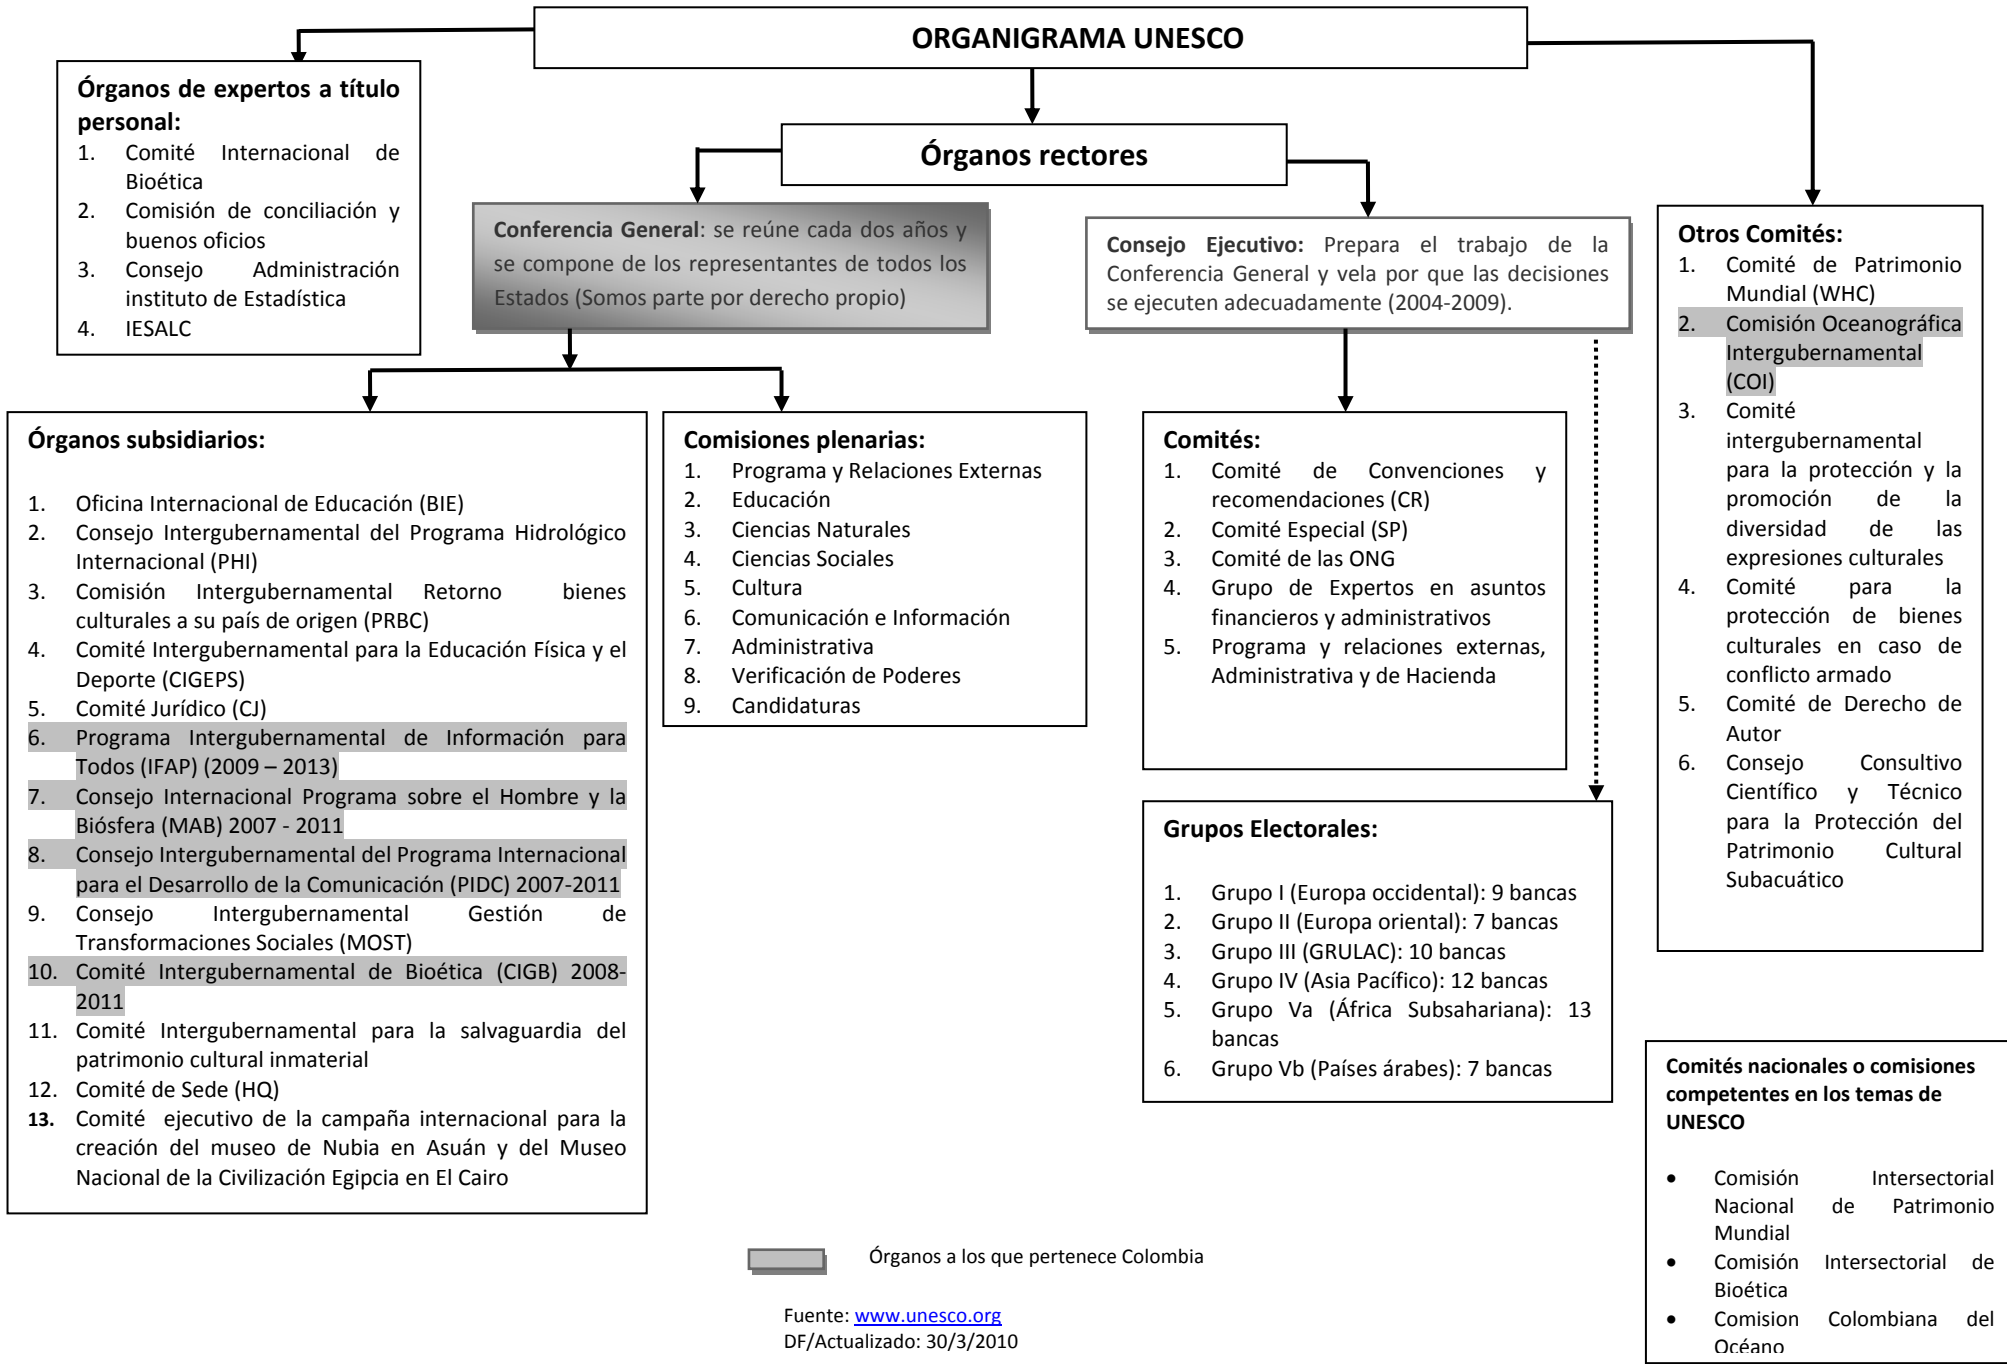 ORGANIGRAMA UNESCO
Órganos de expertos a título
personal:
1. Comité Internacional de
Bioética
2. Comisión de conciliación y
buenos oficios
3. Consejo Administración
instituto de Estadística
4. IESALC
Órganos rectores
Conferencia General: se reúne cada dos años y
se compone de los representantes de todos los
Estados (Somos parte por derecho propio)
Consejo Ejecutivo: Prepara el trabajo de la
Conferencia General y vela por que las decisiones
se ejecuten adecuadamente (2004-2009).
Otros Comités:
1. Comité de Patrimonio
Mundial (WHC)
2. Comisión Oceanográfica
Intergubernamental
(COI)
3. Comité
intergubernamental
para la protección y la
promoción de la
diversidad de las
expresiones culturales
4. Comité para la
protección de bienes
culturales en caso de
conflicto armado
5. Comité de Derecho de
Autor
6. Consejo Consultivo
Científico y Técnico
para la Protección del
Patrimonio Cultural
Subacuático
Órganos subsidiarios:
1. Oficina Internacional de Educación (BIE)
2. Consejo Intergubernamental del Programa Hidrológico
Internacional (PHI)
3. Comisión Intergubernamental Retorno bienes
culturales a su país de origen (PRBC)
4. Comité Intergubernamental para la Educación Física y el
Deporte (CIGEPS)
5. Comité Jurídico (CJ)
6. Programa Intergubernamental de Información para
Todos (IFAP) (2009 – 2013)
7. Consejo Internacional Programa sobre el Hombre y la
Biósfera (MAB) 2007 - 2011
8. Consejo Intergubernamental del Programa Internacional
para el Desarrollo de la Comunicación (PIDC) 2007-2011
9. Consejo Intergubernamental Gestión de
Transformaciones Sociales (MOST)
10. Comité Intergubernamental de Bioética (CIGB) 2008-
2011
11. Comité Intergubernamental para la salvaguardia del
patrimonio cultural inmaterial
12. Comité de Sede (HQ)
13. Comité ejecutivo de la campaña internacional para la
creación del museo de Nubia en Asuán y del Museo
Nacional de la Civilización Egipcia en El Cairo
Comisiones plenarias:
1. Programa y Relaciones Externas
2. Educación
3. Ciencias Naturales
4. Ciencias Sociales
5. Cultura
6. Comunicación e Información
7. Administrativa
8. Verificación de Poderes
9. Candidaturas
Comités:
1. Comité de Convenciones y
recomendaciones (CR)
2. Comité Especial (SP)
3. Comité de las ONG
4. Grupo de Expertos en asuntos
financieros y administrativos
5. Programa y relaciones externas,
Administrativa y de Hacienda
Grupos Electorales:
1. Grupo I (Europa occidental): 9 bancas
2. Grupo II (Europa oriental): 7 bancas
3. Grupo III (GRULAC): 10 bancas
4. Grupo IV (Asia Pacífico): 12 bancas
5. Grupo Va (África Subsahariana): 13
bancas
6. Grupo Vb (Países árabes): 7 bancas
Comités nacionales o comisiones
competentes en los temas de
UNESCO
• Comisión Intersectorial
Nacional de Patrimonio
Mundial
• Comisión Intersectorial de
Bioética
• Comision Colombiana del
Océano
Órganos a los que pertenece Colombia
Fuente: www.unesco.org
DF/Actualizado: 30/3/2010